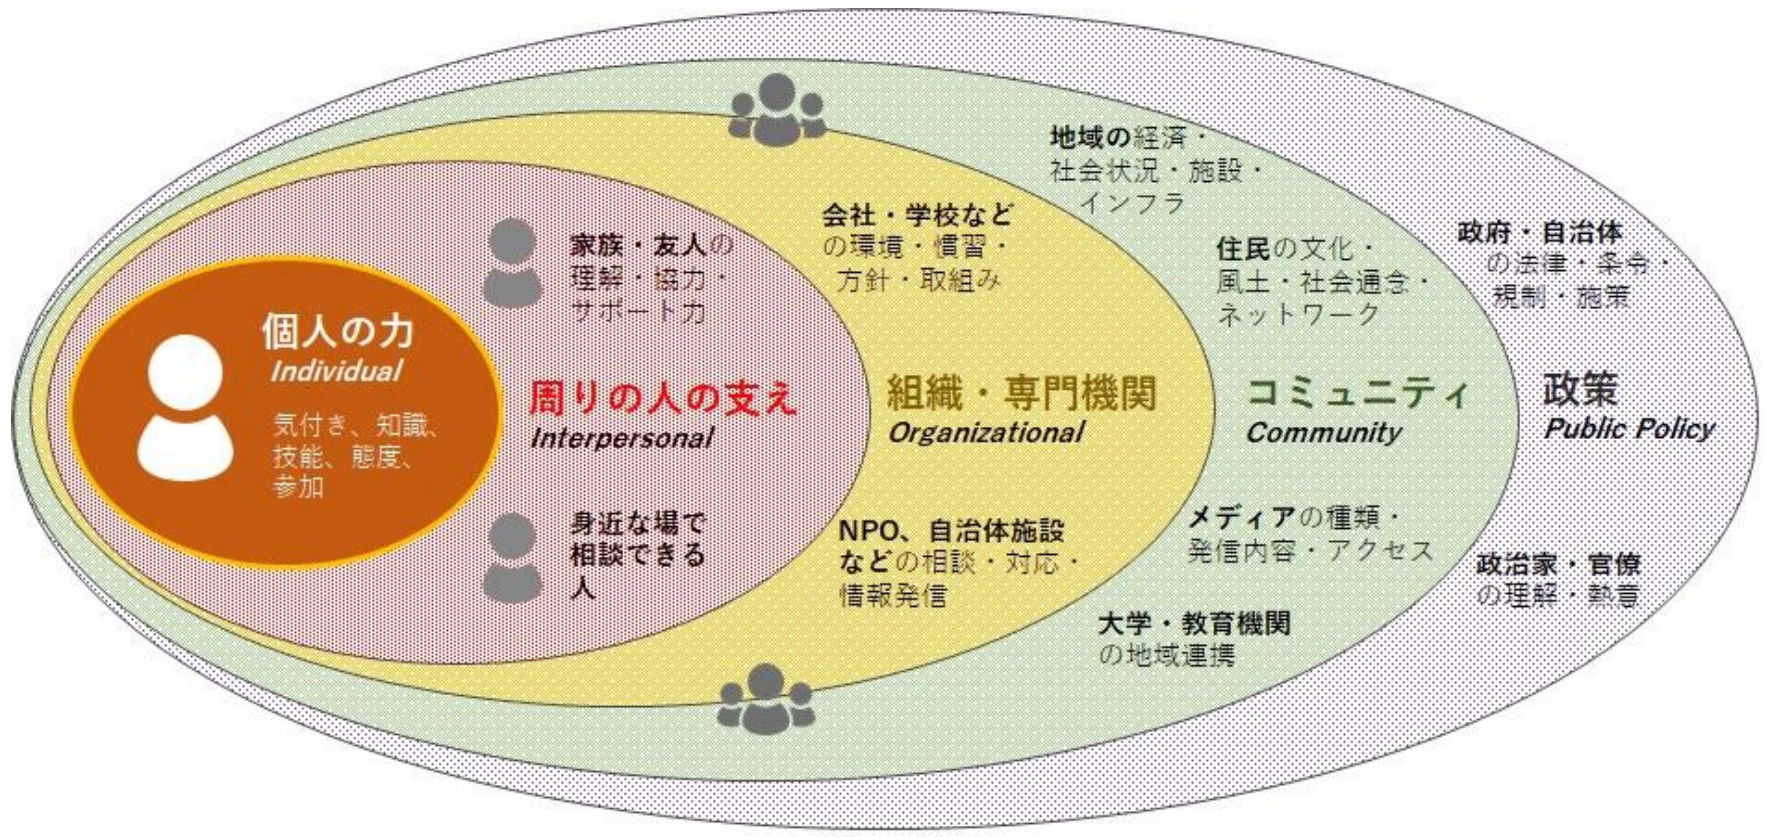 個人の力
Individual
気付き、知識、
技能、態度、
参加
家族・友人の
理解・協力・
サポート力
周りの人の支え
Interpersonal
身近な場で
相談できる
人
会社・学校など
の環境・慣習・
方針・取組み
組織・専門機関
Organizational
NPO、自治体施設
などの相談・対応・
情報発信
地域の経済・
社会状況・施設・
インフラ
住民の文化・
風土・社会通念・
ネットワーク
コミュニティ
Community
メディアの種類・
発信内容・アクセス
大学・教育機関
の地域連携
政府・自治体
の法律・条令・
規制・施策
政策
Public Policy
政治家・官僚
の理解・熱意